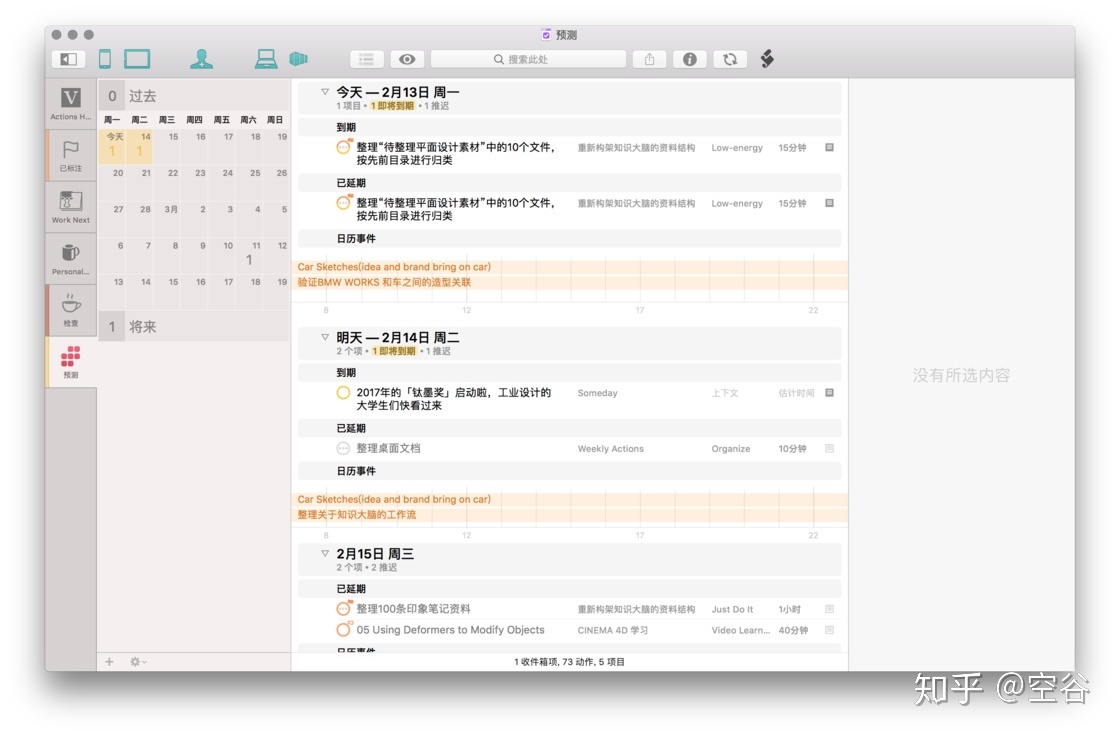 预测
搜索此处
Actions H...
已标注
Work Next
Personal...
检查
预测
0 过去
周一 周二 周三 周四 周五 周六 周日
今天 14 15 16 17 18 19
1 1
20 21 22 23 24 25 26
27 28 3月 2 3 4 5
6 7 8 9 10 11 12
1
13 14 15 16 17 18 19
1 将来
今天 — 2月13日 周一
1 项目 • 1 即将到期 • 1 推迟
到期
整理“待整理平面设计素材”中的10个文件， 重新构架知识大脑的资料结构 Low-energy 15分钟
按先前目录进行归类
已延期
整理“待整理平面设计素材”中的10个文件， 重新构架知识大脑的资料结构 Low-energy 15分钟
按先前目录进行归类
日历事件
Car Sketches(idea and brand bring on car)
验证BMW WORKS 和车之间的造型关联
8 12 17 22
明天 — 2月14日 周二
2 个项 • 1 即将到期 • 1 推迟
到期
2017年的「钛墨奖」启动啦，工业设计的 Someday 上下文 估计时间
大学生们快看过来
已延期
整理桌面文档 Weekly Actions Organize 10分钟
日历事件
Car Sketches(idea and brand bring on car)
整理关于知识大脑的工作流
8 12 17 22
2月15日 周三
2 个项 • 2 推迟
已延期
整理100条印象笔记资料 重新构架知识大脑的资料结构 Just Do It 1小时
05 Using Deformers to Modify Objects CINEMA 4D 学习 Video Learn... 40分钟
日历事件
1 收件箱项, 73 动作, 5 项目
没有所选内容
知乎 @空谷